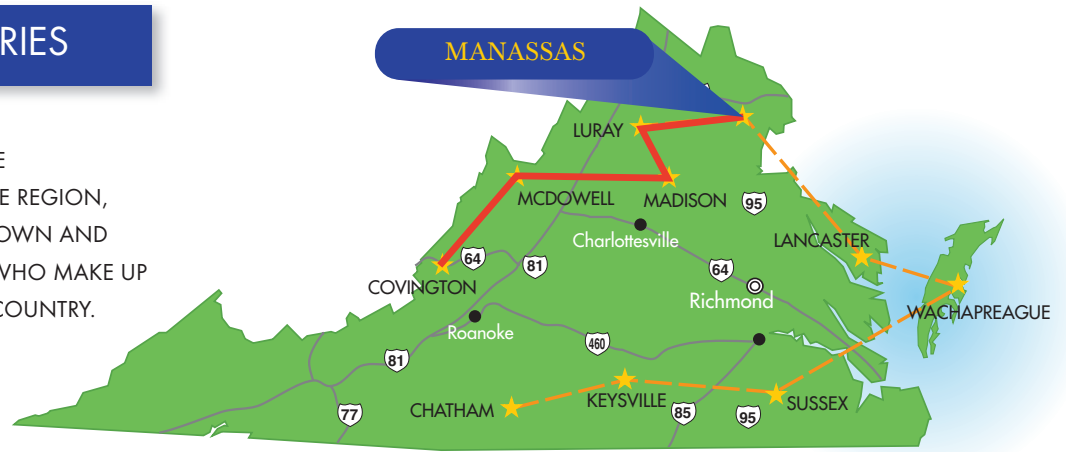 RIES
E
E REGION,
OWN AND
WHO MAKE UP
COUNTRY.
MANASSAS
LURAY
MCDOWELL
MADISON
95
Charlottesville
LANCASTER
64
81
64
COVINGTON
Richmond
WACHAPREAGUE
Roanoke
460
81
KEYSVILLE
SUSSEX
CHATHAM
77
85
95